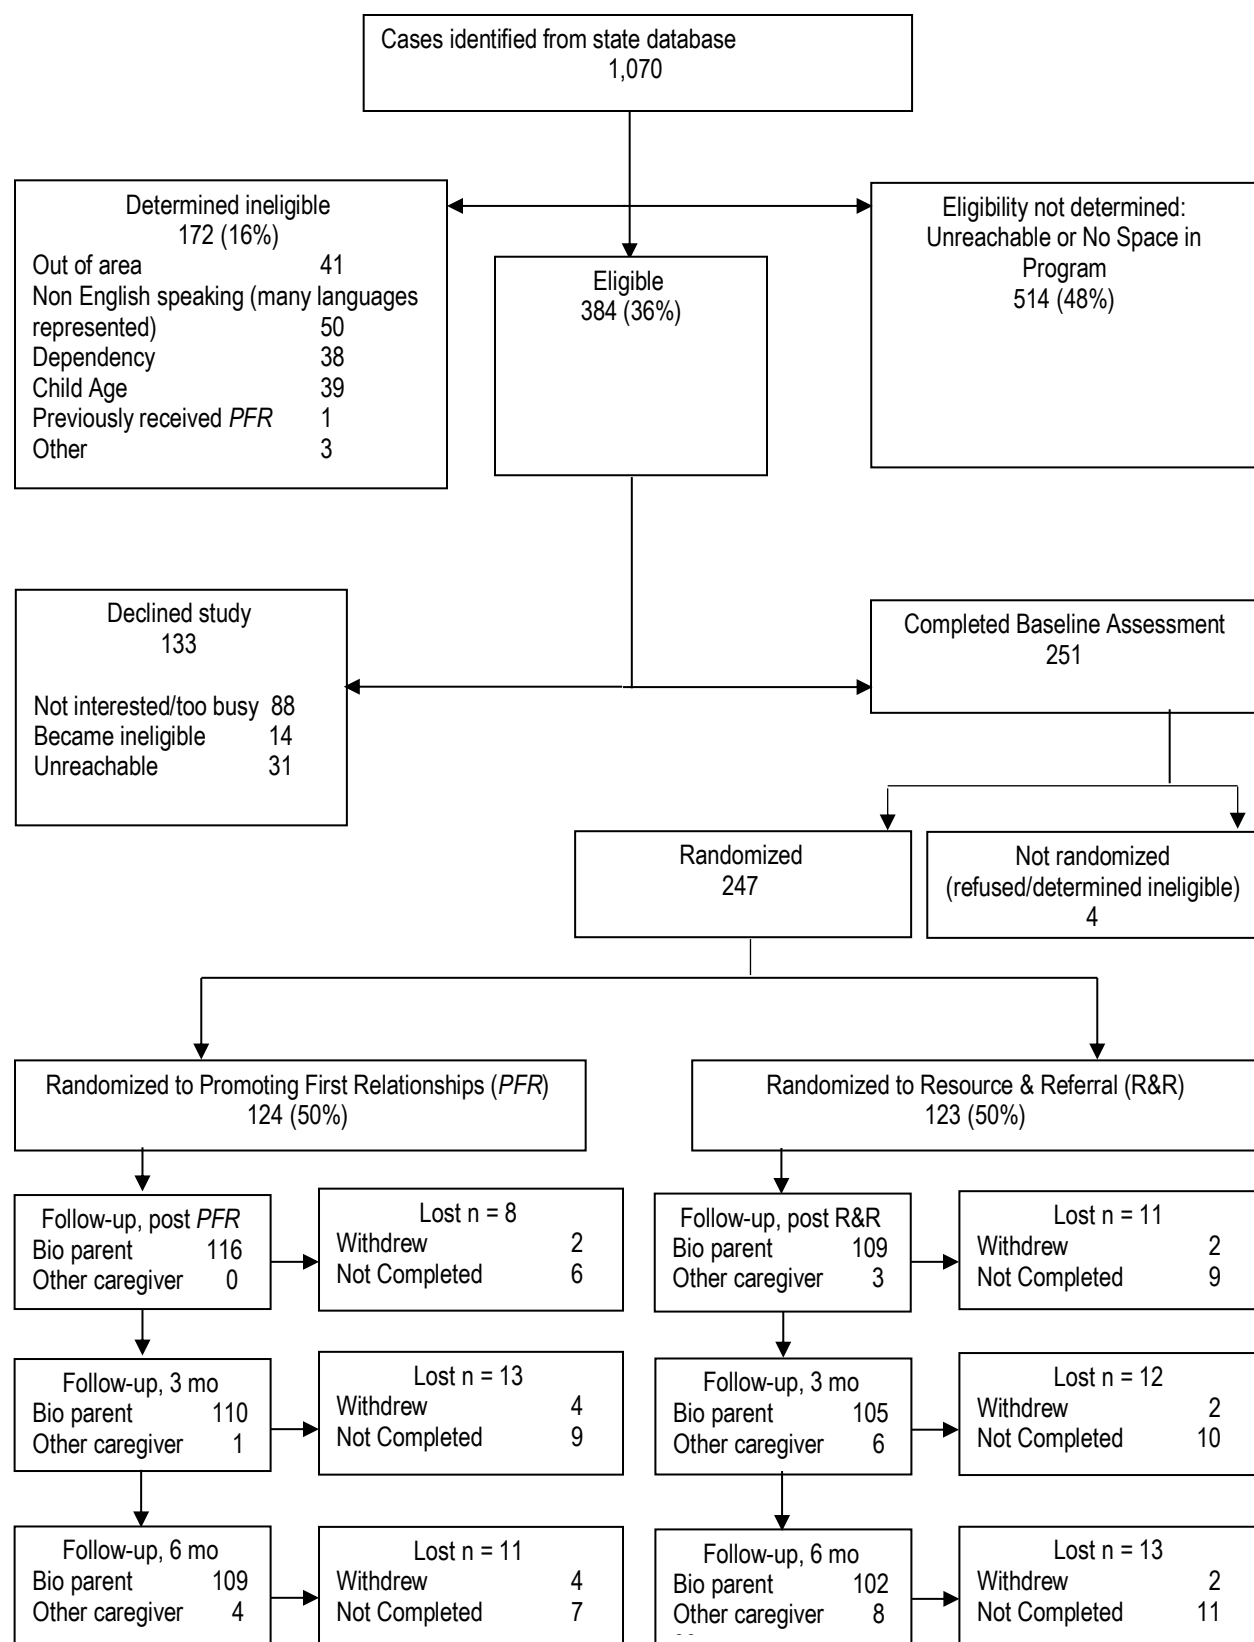 Cases identified from state database
1,070
Determined ineligible
172 (16%)
Out of area 41
Non English speaking (many languages
represented) 50
Dependency 38
Child Age 39
Previously received PFR 1
Other 3
Eligible
384 (36%)
Eligibility not determined:
Unreachable or No Space in
Program
514 (48%)
Declined study
133
Not interested/too busy 88
Became ineligible 14
Unreachable 31
Completed Baseline Assessment
251
Randomized
247
Not randomized
(refused/determined ineligible)
4
Randomized to Promoting First Relationships (PFR)
124 (50%)
Randomized to Resource & Referral (R&R)
123 (50%)
Follow-up, post PFR
Bio parent 116
Other caregiver 0
Lost n = 8
Withdrew 2
Not Completed 6
Follow-up, post R&R
Bio parent 109
Other caregiver 3
Lost n = 11
Withdrew 2
Not Completed 9
Follow-up, 3 mo
Bio parent 110
Other caregiver 1
Lost n = 13
Withdrew 4
Not Completed 9
Follow-up, 3 mo
Bio parent 105
Other caregiver 6
Lost n = 12
Withdrew 2
Not Completed 10
Follow-up, 6 mo
Bio parent 109
Other caregiver 4
Lost n = 11
Withdrew 4
Not Completed 7
Follow-up, 6 mo
Bio parent 102
Other caregiver 8
Lost n = 13
Withdrew 2
Not Completed 11